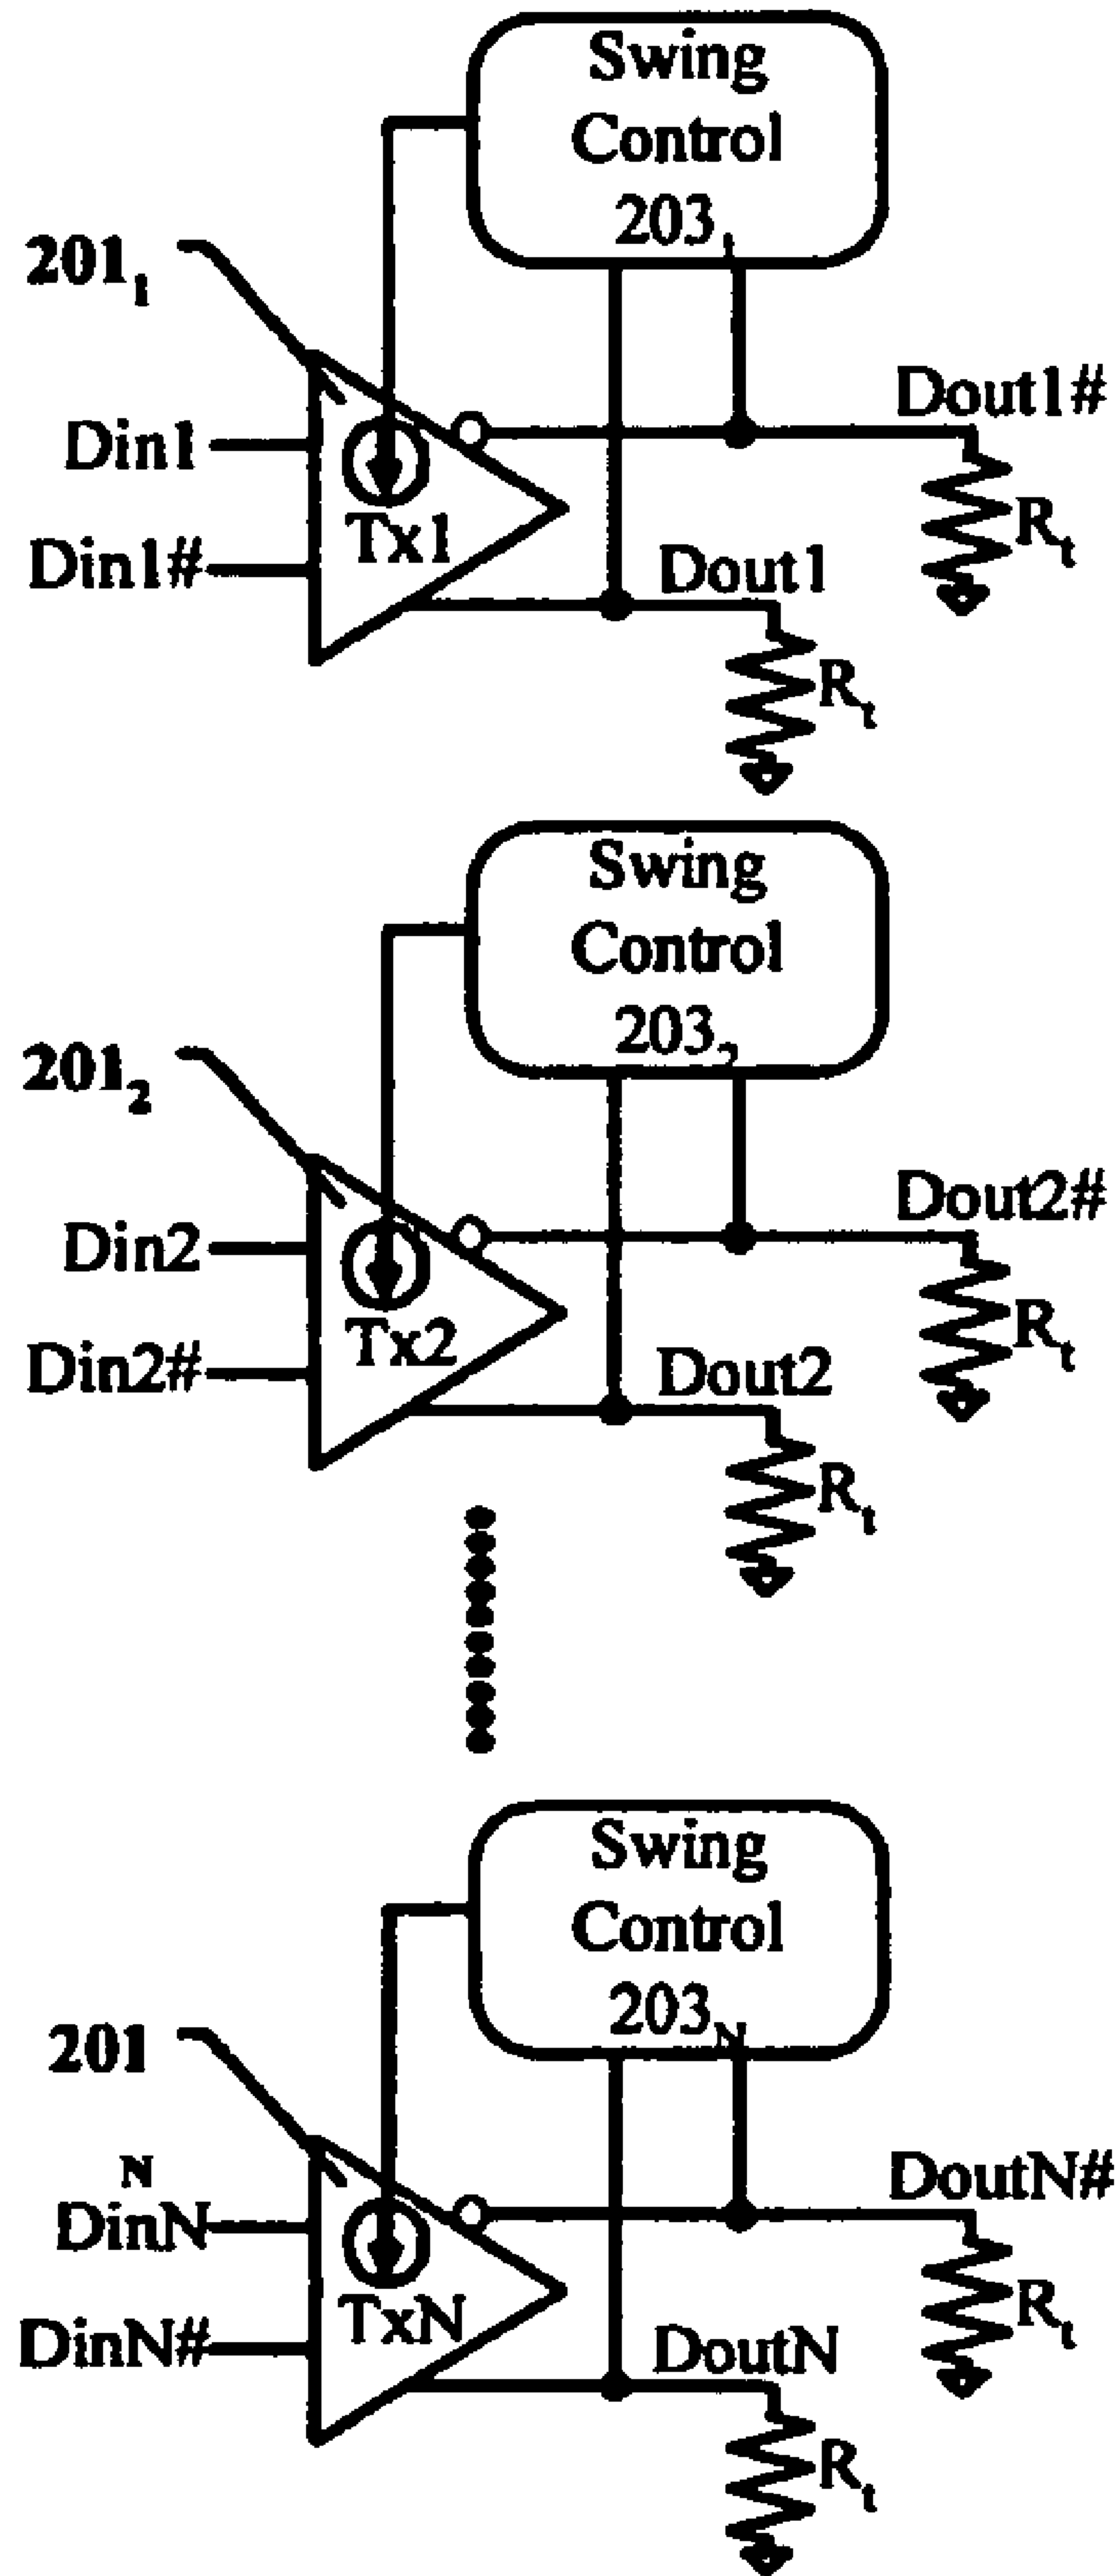 Swing
Control
203₁
201₁
Dout1#
Din1
Rₜ
Tx1
Din1#
Dout1
Rₜ
Swing
Control
203₂
201₂
Dout2#
Din2
Rₜ
Tx2
Din2#
Dout2
Rₜ
Swing
Control
203N
201
N
DoutN#
DinN
Rₜ
TxN
DinN#
DoutN
Rₜ